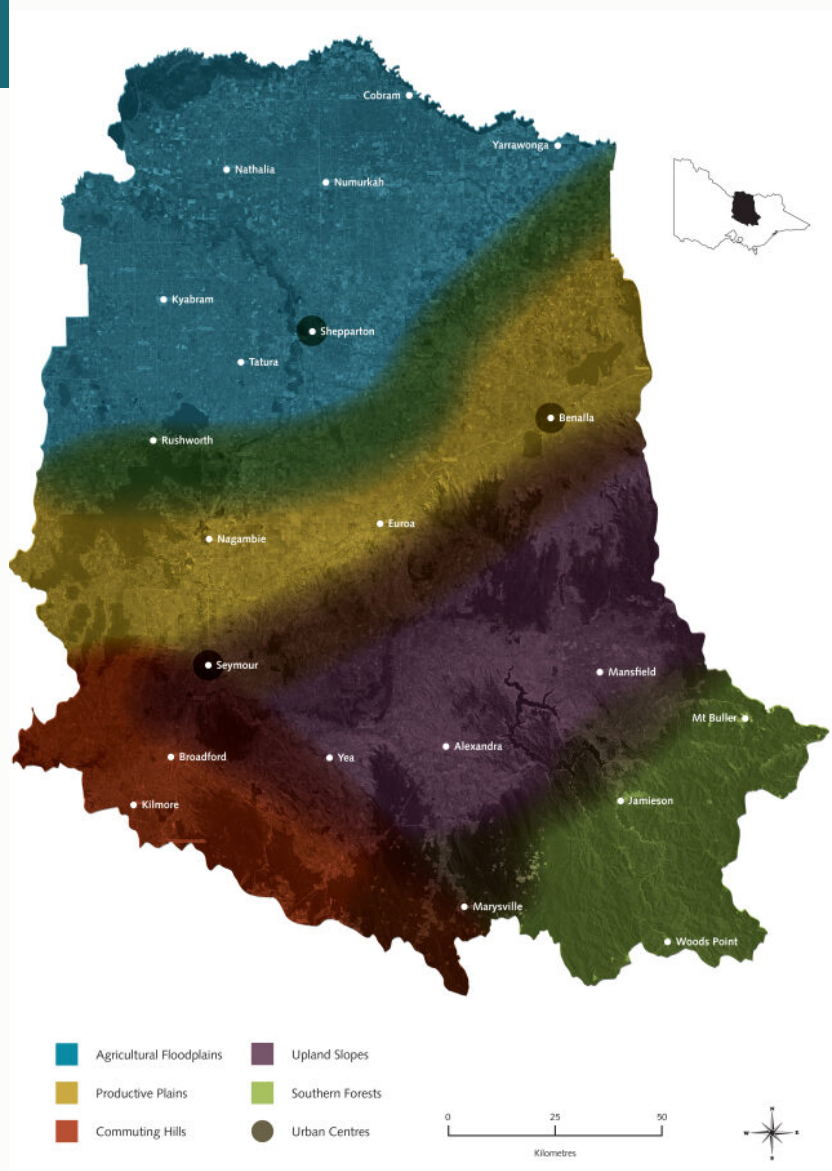 Cobram
Yarrawonga
Nathalia
Numurkah
Kyabram
Shepparton
Tatura
Benalla
Rushworth
Euroa
Nagambie
Seymour
Mansfield
Mt Buller
Alexandra
Broadford
Yea
Jamieson
Kilmore
Marysville
Woods Point
Agricultural Floodplains
Upland Slopes
Productive Plains
Southern Forests
Commuting Hills
Urban Centres
0 25 50
Kilometres
N
W E
S